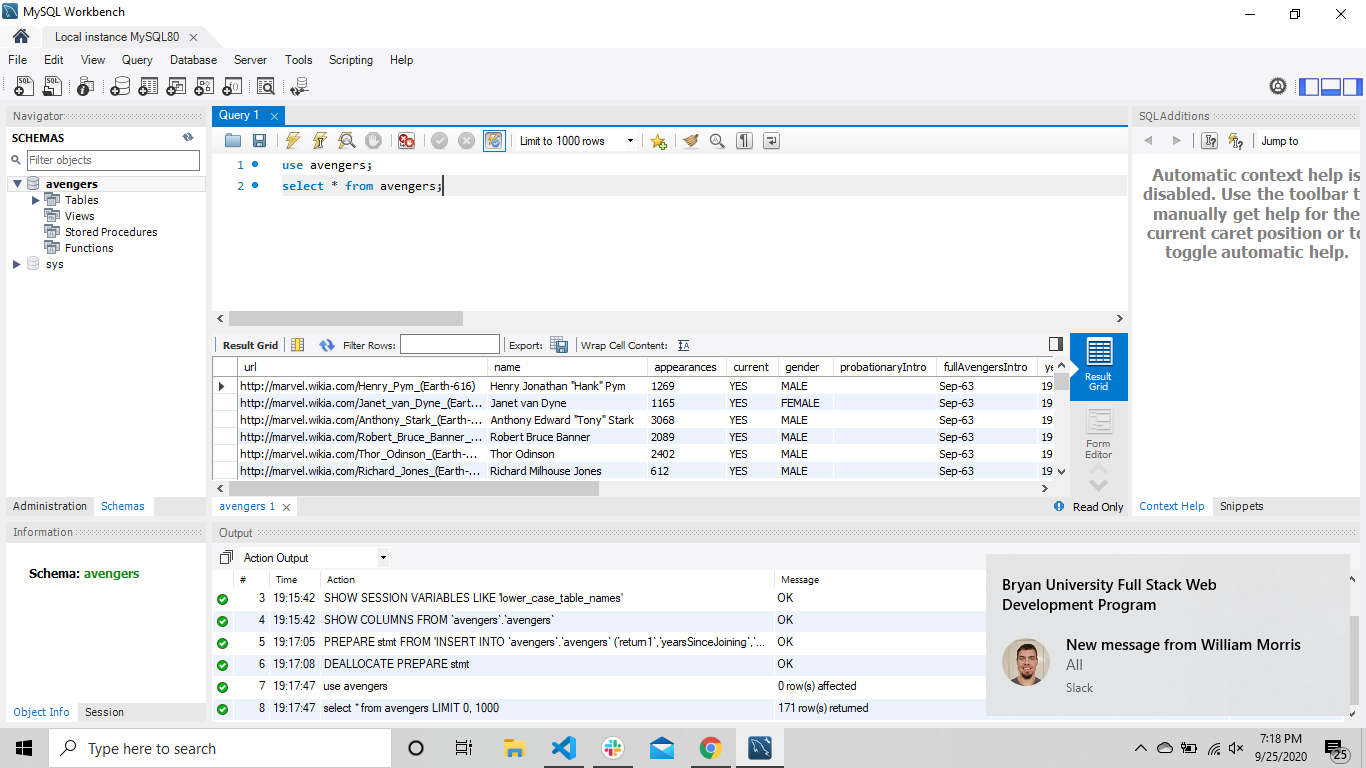 MySQL Workbench
Local instance MySQL80
File Edit View Query Database Server Tools Scripting Help
Navigator
SCHEMAS
Filter objects
avengers
Tables
Views
Stored Procedures
Functions
sys
Administration Schemas
Information
Schema: avengers
Object Info Session
Query 1
Limit to 1000 rows
1 use avengers;
2 select * from avengers;
Result Grid Filter Rows: Export: Wrap Cell Content:
url name appearances current gender probationaryIntro fullAvengersIntro ye
http://marvel.wikia.com/Henry_Pym_(Earth-616) Henry Jonathan "Hank" Pym 1269 YES MALE Sep-63 19
http://marvel.wikia.com/Janet_van_Dyne_(Eart... Janet van Dyne 1165 YES FEMALE Sep-63 19
http://marvel.wikia.com/Anthony_Stark_(Earth-... Anthony Edward "Tony" Stark 3068 YES MALE Sep-63 19
http://marvel.wikia.com/Robert_Bruce_Banner_... Robert Bruce Banner 2089 YES MALE Sep-63 19
http://marvel.wikia.com/Thor_Odinson_(Earth-... Thor Odinson 2402 YES MALE Sep-63 19
http://marvel.wikia.com/Richard_Jones_(Earth-... Richard Milhouse Jones 612 YES MALE Sep-63 19
Result Grid
Form Editor
avengers 1
Read Only
SQLAdditions
Jump to
Automatic context help is
disabled. Use the toolbar t
manually get help for the
current caret position or to
toggle automatic help.
Context Help Snippets
Output
Action Output
# Time Action Message
3 19:15:42 SHOW SESSION VARIABLES LIKE 'lower_case_table_names' OK
4 19:15:42 SHOW COLUMNS FROM `avengers`.`avengers` OK
5 19:17:05 PREPARE stmt FROM 'INSERT INTO `avengers`.`avengers` (`return1`,`yearsSinceJoining`,`... OK
6 19:17:08 DEALLOCATE PREPARE stmt OK
7 19:17:47 use avengers 0 row(s) affected
8 19:17:47 select * from avengers LIMIT 0, 1000 171 row(s) returned
Bryan University Full Stack Web
Development Program
New message from William Morris
All
Slack
Type here to search
7:18 PM
9/25/2020
25